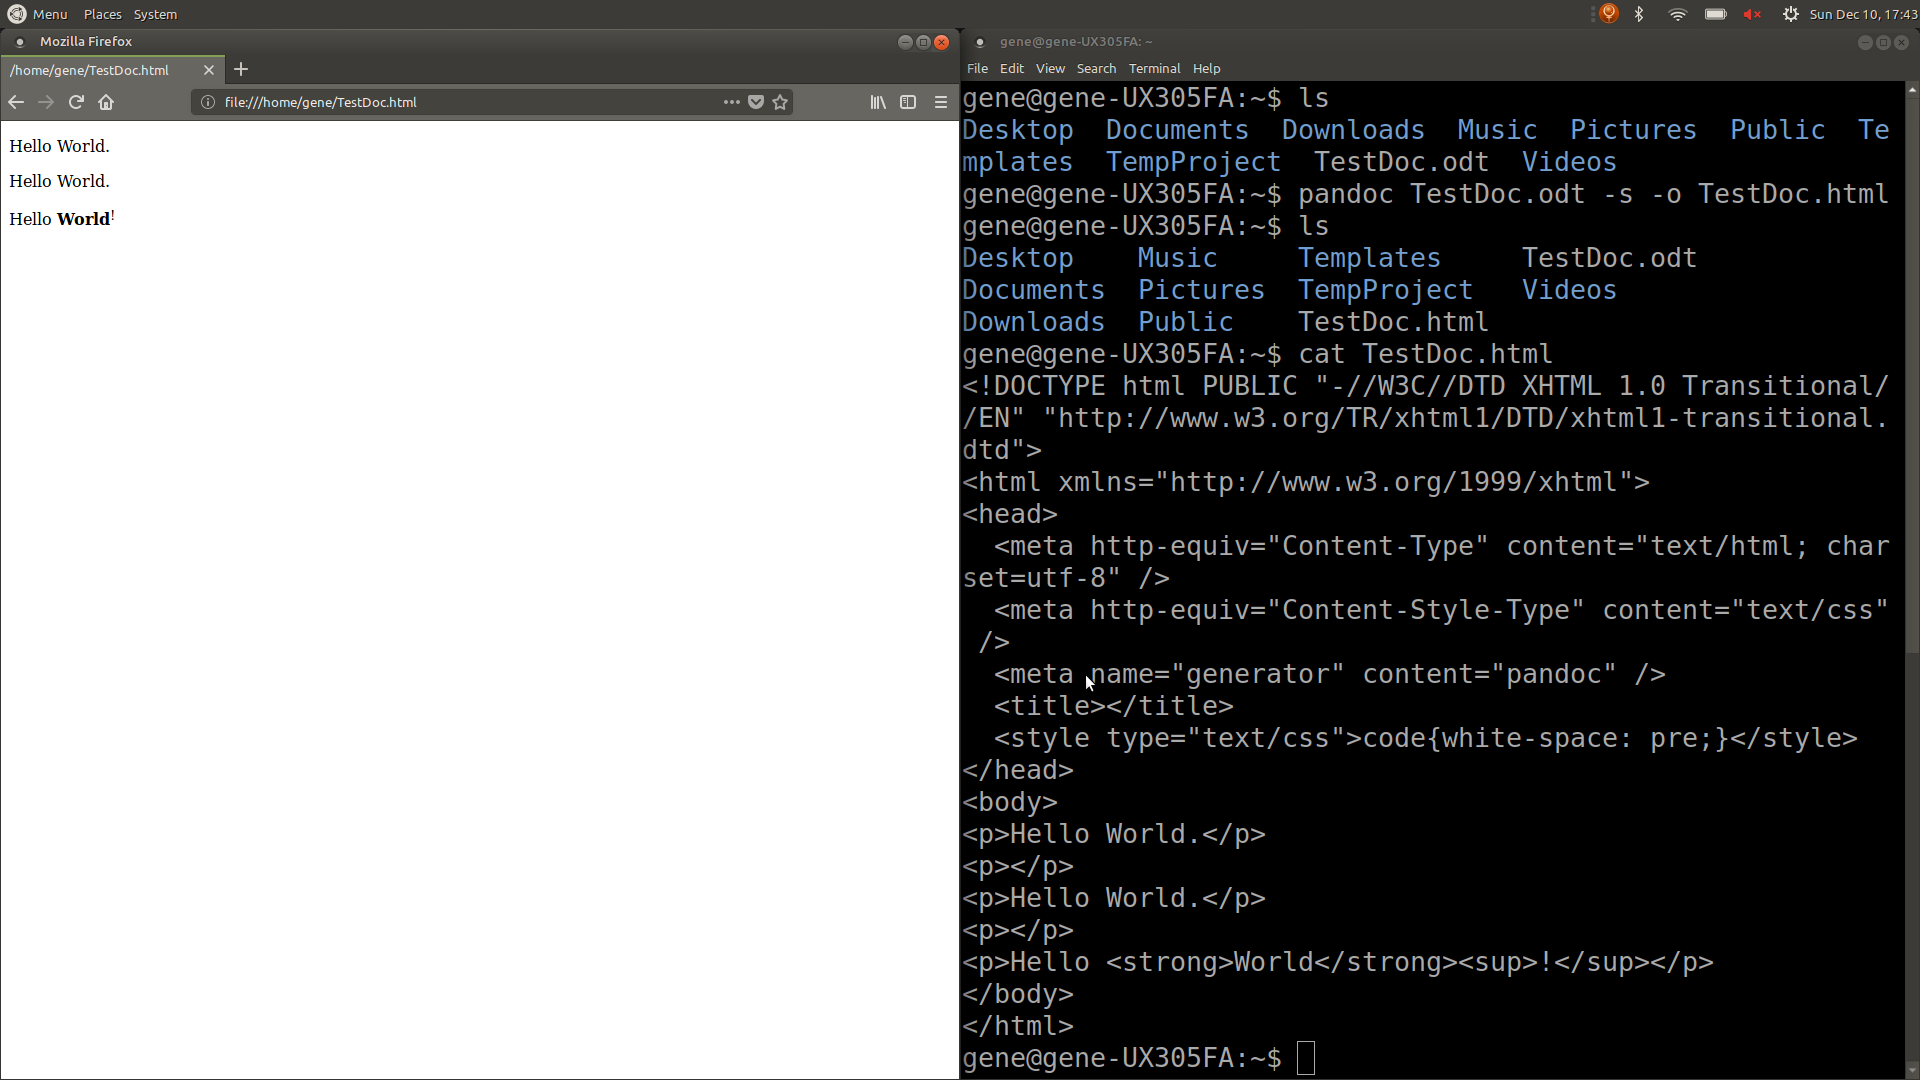 Menu Places System
Sun Dec 10, 17:43
Mozilla Firefox
/home/gene/TestDoc.html
file:///home/gene/TestDoc.html
Hello World.
Hello World.
Hello World!
gene@gene-UX305FA: ~
File Edit View Search Terminal Help
gene@gene-UX305FA:~$ ls
Desktop  Documents  Downloads  Music  Pictures  Public  Te
mplates  TempProject  TestDoc.odt  Videos
gene@gene-UX305FA:~$ pandoc TestDoc.odt -s -o TestDoc.html
gene@gene-UX305FA:~$ ls
Desktop    Music     Templates     TestDoc.odt
Documents  Pictures  TempProject   Videos
Downloads  Public    TestDoc.html
gene@gene-UX305FA:~$ cat TestDoc.html
<!DOCTYPE html PUBLIC "-//W3C//DTD XHTML 1.0 Transitional/
/EN" "http://www.w3.org/TR/xhtml1/DTD/xhtml1-transitional.
dtd">
<html xmlns="http://www.w3.org/1999/xhtml">
<head>
  <meta http-equiv="Content-Type" content="text/html; char
set=utf-8" />
  <meta http-equiv="Content-Style-Type" content="text/css"
 />
  <meta name="generator" content="pandoc" />
  <title></title>
  <style type="text/css">code{white-space: pre;}</style>
</head>
<body>
<p>Hello World.</p>
<p></p>
<p>Hello World.</p>
<p></p>
<p>Hello <strong>World</strong><sup>!</sup></p>
</body>
</html>
gene@gene-UX305FA:~$